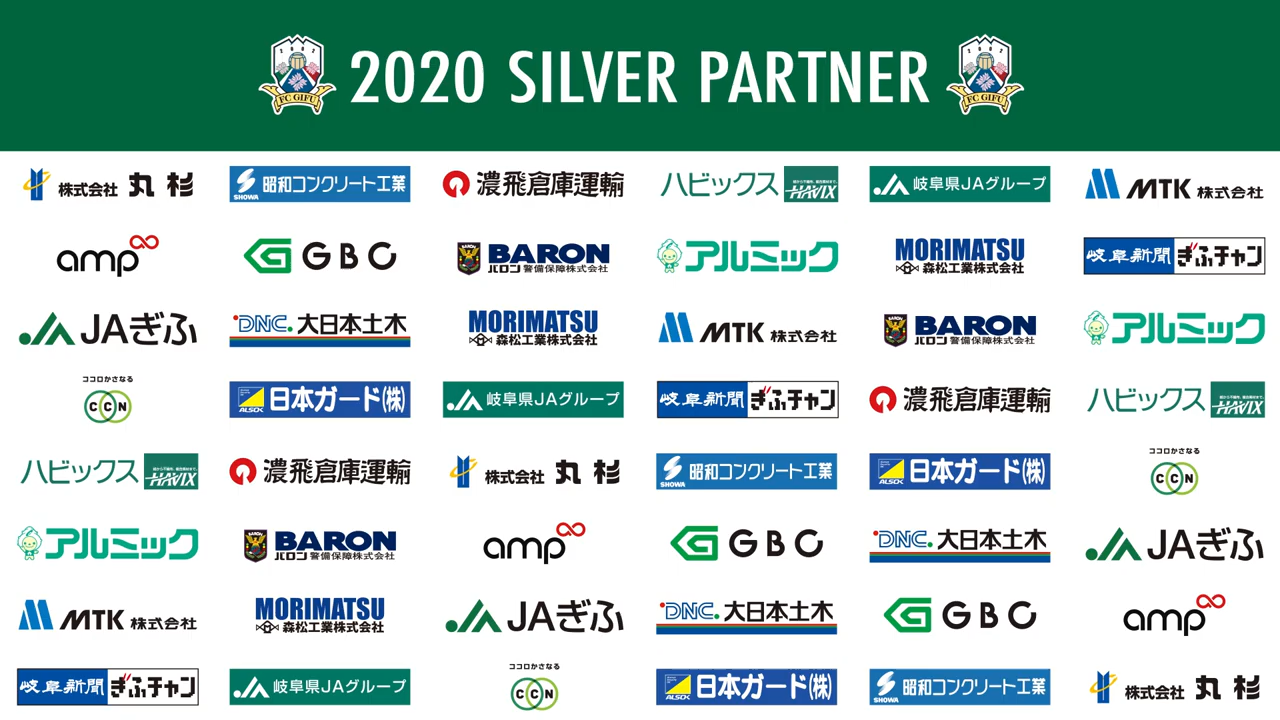 2020 SILVER PARTNER
FC GIFU
FC GIFU
株式会社 丸杉
SHOWA 昭和コンクリート工業
濃飛倉庫運輸
ハビックス HAVIX
岐阜県JAグループ
MTK 株式会社
amp
GBC
BARON
バロン警備保障株式会社
アルミック
MORIMATSU
森松工業株式会社
岐阜新聞 ぎふチャン
JAぎふ
DNC. 大日本土木
MORIMATSU
森松工業株式会社
MTK 株式会社
BARON
バロン警備保障株式会社
アルミック
ココロかさなる
CCN
ALSOK 日本ガード(株)
岐阜県JAグループ
岐阜新聞 ぎふチャン
濃飛倉庫運輸
ハビックス HAVIX
ハビックス HAVIX
濃飛倉庫運輸
株式会社 丸杉
SHOWA 昭和コンクリート工業
ALSOK 日本ガード(株)
ココロかさなる
CCN
アルミック
BARON
バロン警備保障株式会社
amp
GBC
DNC. 大日本土木
JAぎふ
MTK 株式会社
MORIMATSU
森松工業株式会社
JAぎふ
DNC. 大日本土木
GBC
amp
岐阜新聞 ぎふチャン
岐阜県JAグループ
ココロかさなる
CCN
ALSOK 日本ガード(株)
SHOWA 昭和コンクリート工業
株式会社 丸杉